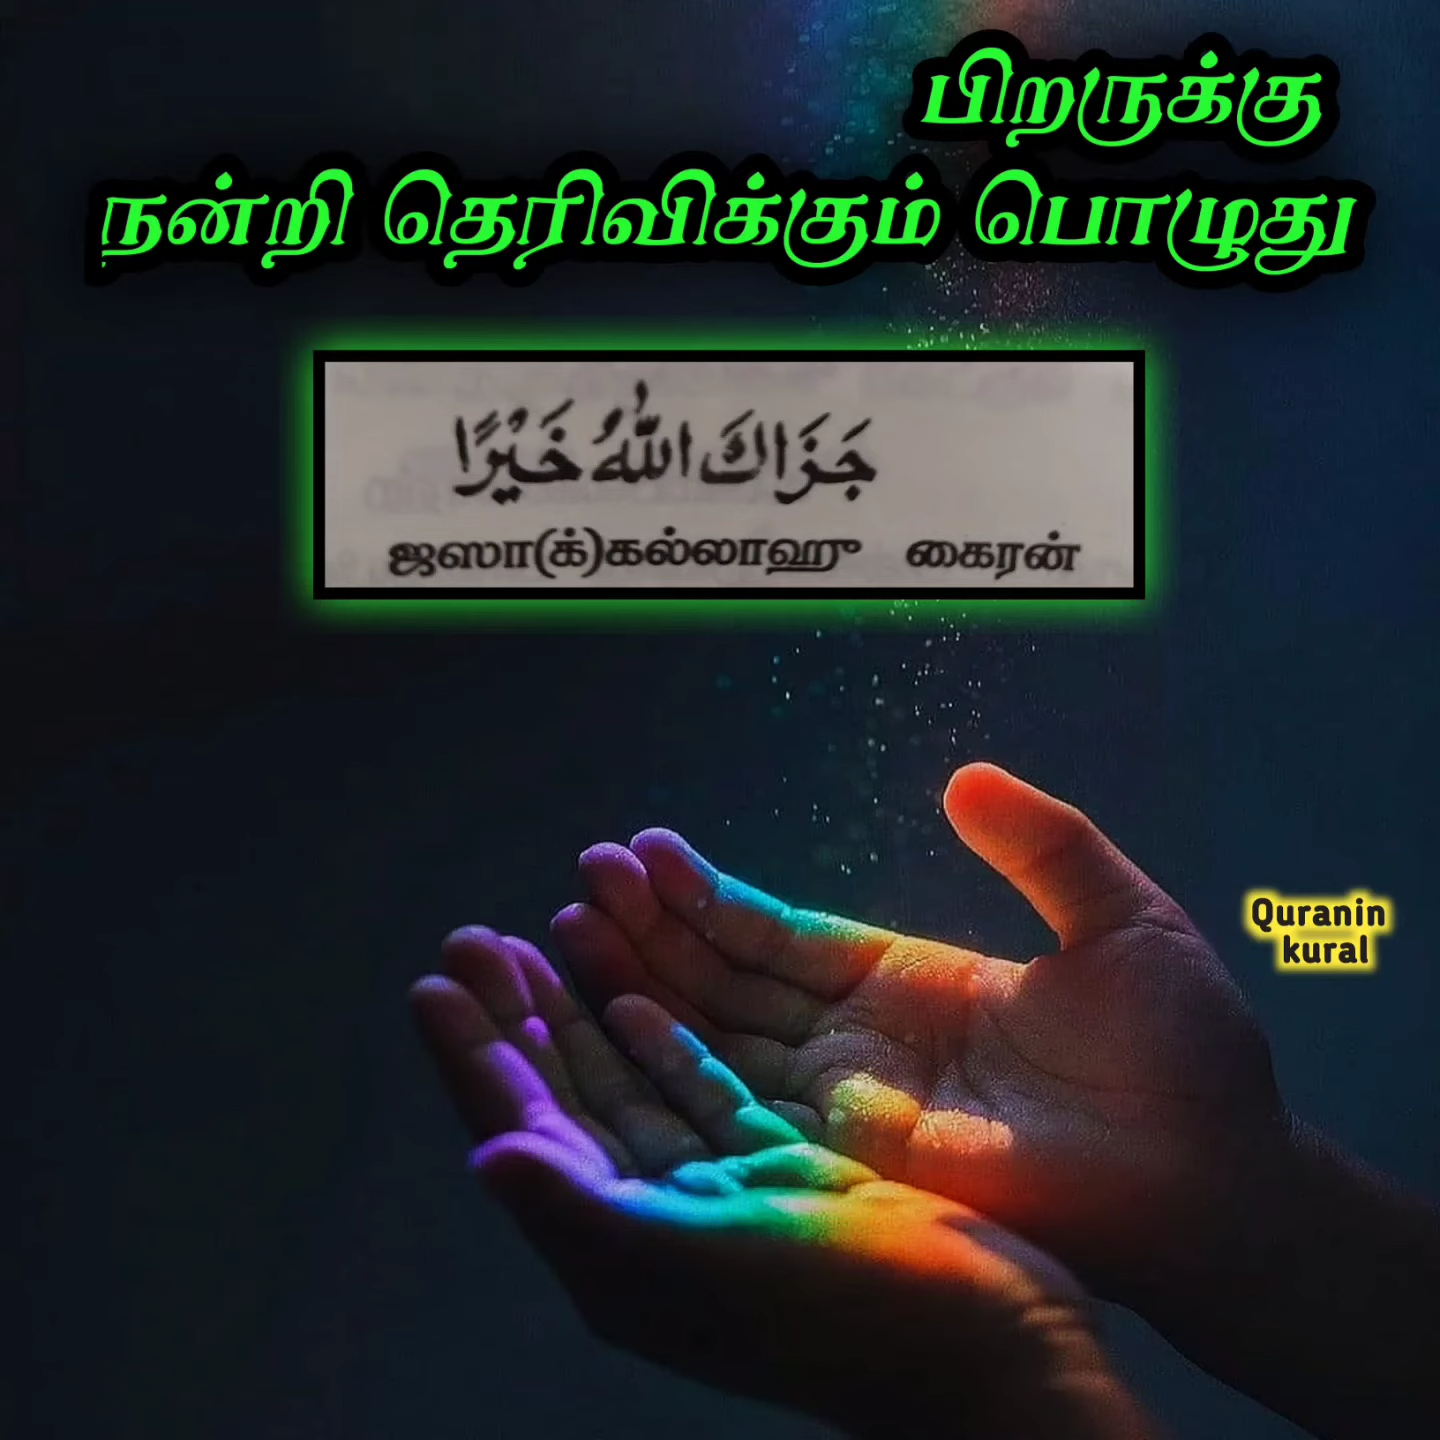 பிறருக்கு
நன்றி தெரிவிக்கும் பொழுது
جَزَاكَ اللّٰهُ خَيْرًا
ஜஸா(க்)கல்லாஹு கைரன்
Quranin
kural